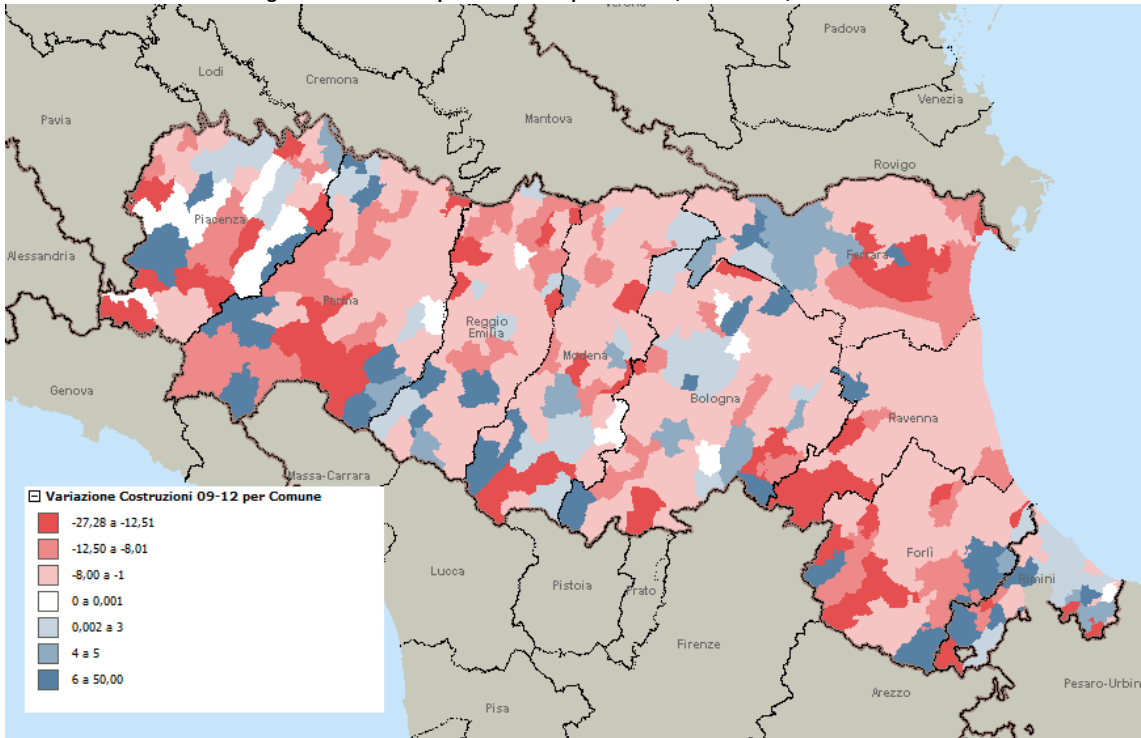 Padova
Lodi
Cremona
Venezia
Pavia
Mantova
Rovigo
Piacenza
Alessandria
Ferrara
Parma
Reggio
Emilia
Modena
Genova
Bologna
Ravenna
Massa-Carrara
Variazione Costruzioni 09-12 per Comune
-27,28 a -12,51
-12,50 a -8,01
-8,00 a -1
0 a 0,001
0,002 a 3
4 a 5
6 a 50,00
Forlì
Lucca
Rimini
Pistoia
Prato
Firenze
Pesaro-Urbin
Arezzo
Pisa